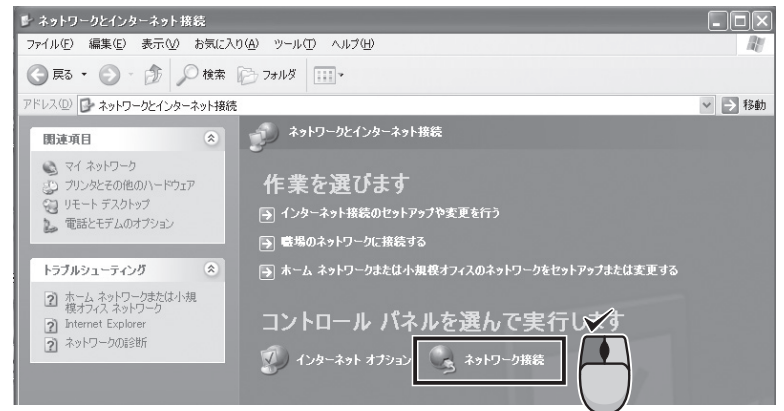 ネットワークとインターネット接続
ファイル(F) 編集(E) 表示(V) お気に入り(A) ツール(T) ヘルプ(H)
戻る 検索 フォルダ
アドレス(D) ネットワークとインターネット接続 移動
関連項目
マイ ネットワーク
プリンタとその他のハードウェア
リモート デスクトップ
電話とモデムのオプション
トラブルシューティング
ホーム ネットワークまたは小規
模オフィス ネットワーク
Internet Explorer
ネットワークの診断
ネットワークとインターネット接続
作業を選びます
インターネット接続のセットアップや変更を行う
職場のネットワークに接続する
ホーム ネットワークまたは小規模オフィスのネットワークをセットアップまたは変更する
コントロール パネルを選んで実行します
インターネット オプション ネットワーク接続